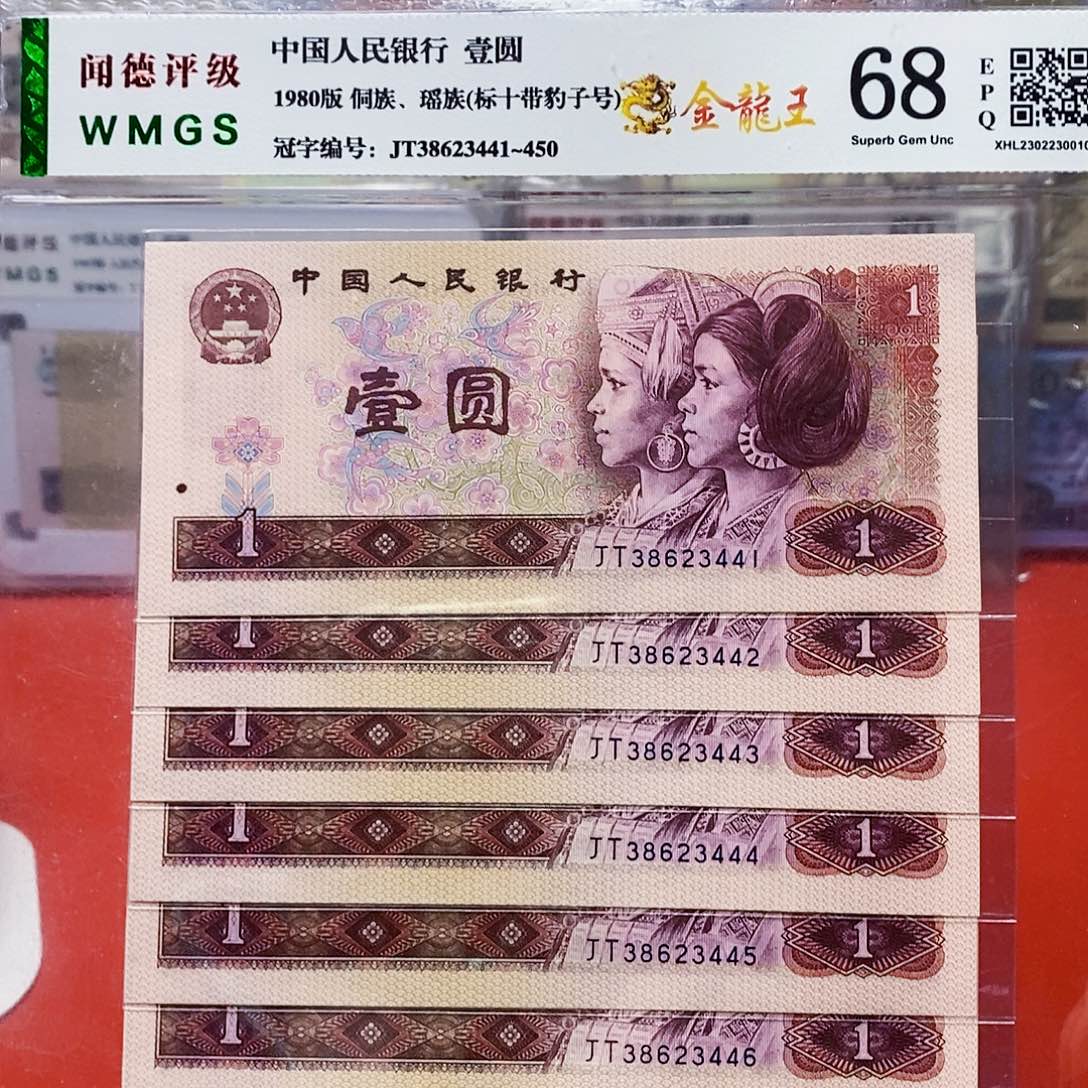 闻德评级
WMGS
中国人民银行 壹圆
1980版 侗族、瑶族(标十带豹子号)
冠字编号：JT38623441~450
金龍王
68
Superb Gem Unc
E
P
Q
中国人民银行
1
壹圆
1
JT38623441
1
1
JT38623442
1
1
JT38623443
1
1
JT38623444
1
1
JT38623445
1
1
JT38623446
1